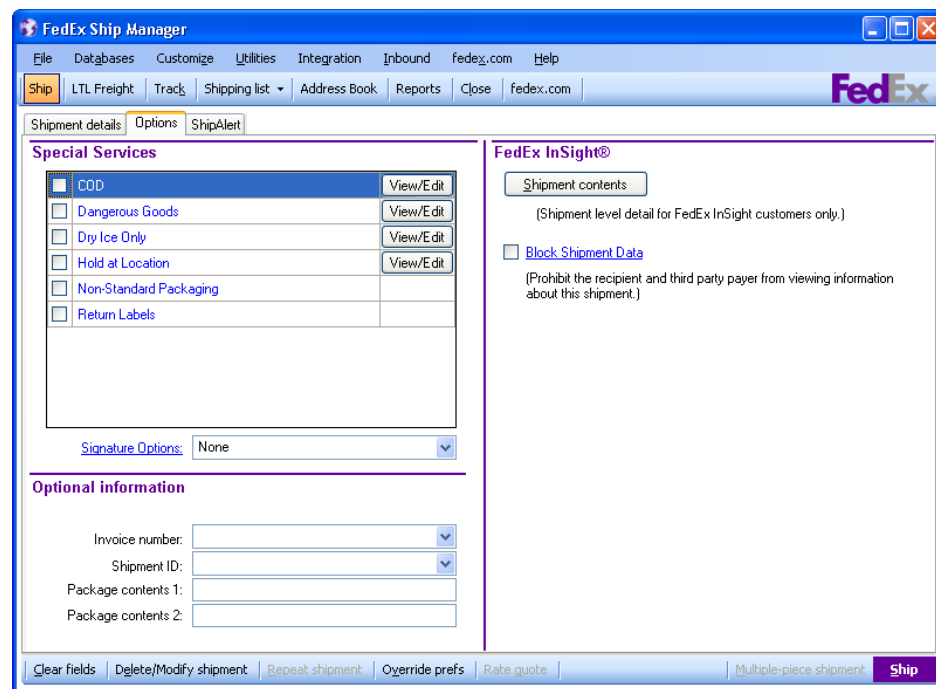 FedEx Ship Manager
File Databases Customize Utilities Integration Inbound fedex.com Help
Ship LTL Freight Track Shipping list Address Book Reports Close fedex.com
FedEx
Shipment details Options ShipAlert
Special Services
COD View/Edit
Dangerous Goods View/Edit
Dry Ice Only View/Edit
Hold at Location View/Edit
Non-Standard Packaging
Return Labels
Signature Options: None
Optional information
Invoice number:
Shipment ID:
Package contents 1:
Package contents 2:
FedEx InSight®
Shipment contents
(Shipment level detail for FedEx InSight customers only.)
Block Shipment Data
(Prohibit the recipient and third party payer from viewing information
about this shipment.)
Clear fields Delete/Modify shipment Repeat shipment Override prefs Rate quote Multiple-piece shipment Ship